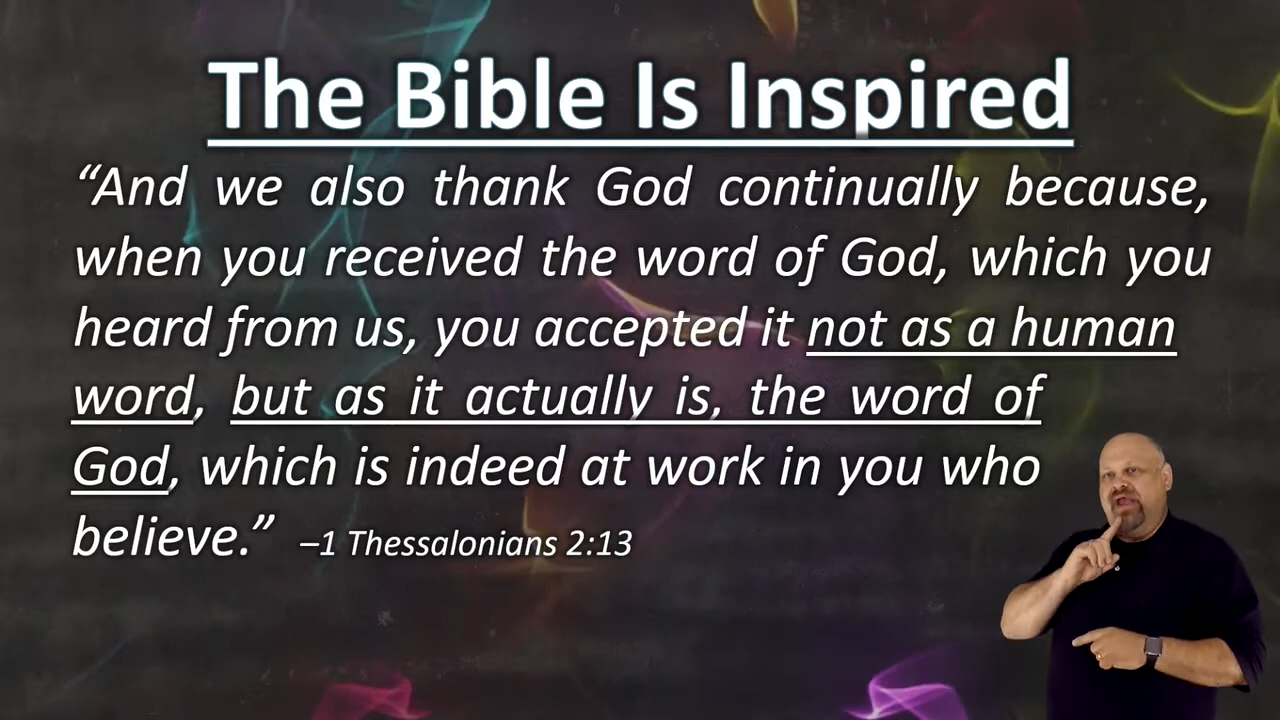 The Bible Is Inspired
“And we also thank God continually because,
when you received the word of God, which you
heard from us, you accepted it not as a human
word, but as it actually is, the word of
God, which is indeed at work in you who
believe.” –1 Thessalonians 2:13